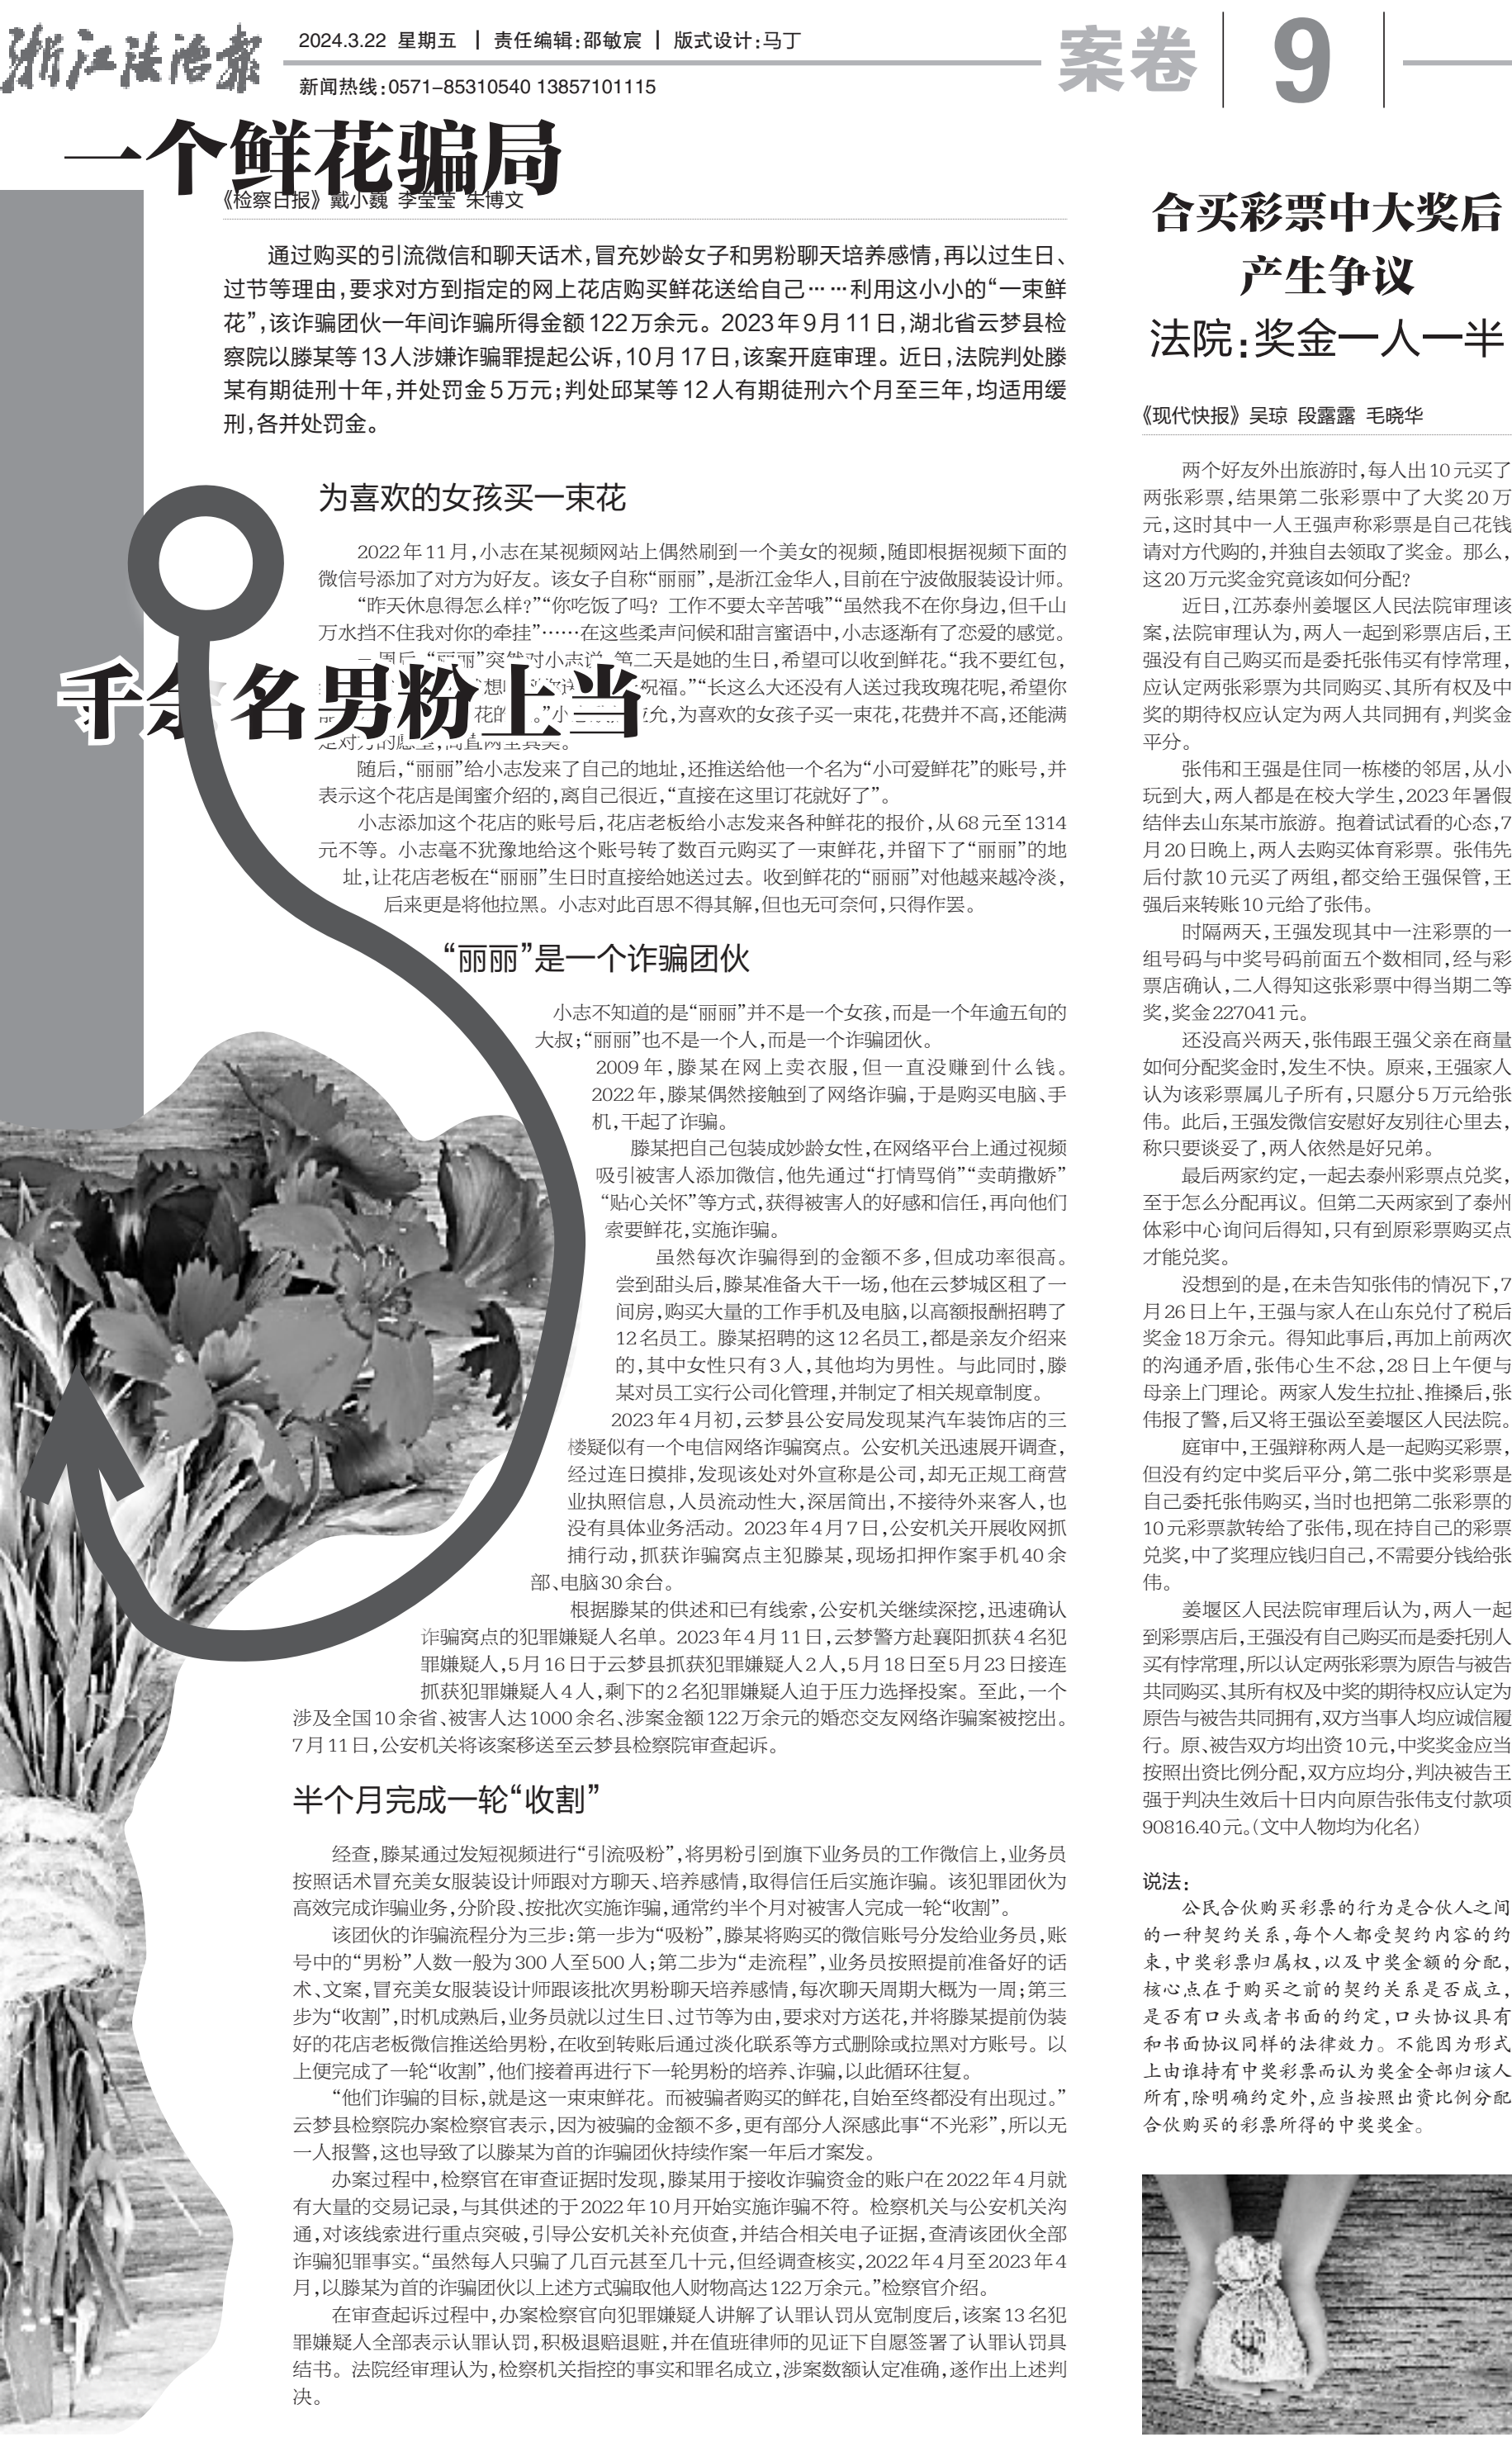 浙江法治报
2024.3.22 星期五 | 责任编辑:邵敏宸 | 版式设计:马丁
新闻热线:0571-85310540 13857101115
案卷 9
一个鲜花骗局
千余名男粉上当
《检察日报》戴小巍 李莹莹 朱博文
通过购买的引流微信和聊天话术,冒充妙龄女子和男粉聊天培养感情,再以过生日、
过节等理由,要求对方到指定的网上花店购买鲜花送给自己……利用这小小的“一束鲜
花”,该诈骗团伙一年间诈骗所得金额122万余元。2023年9月11日,湖北省云梦县检
察院以滕某等13人涉嫌诈骗罪提起公诉,10月17日,该案开庭审理。近日,法院判处滕
某有期徒刑十年,并处罚金5万元;判处邱某等12人有期徒刑六个月至三年,均适用缓
刑,各并处罚金。
为喜欢的女孩买一束花
2022年11月,小志在某视频网站上偶然刷到一个美女的视频,随即根据视频下面的
微信号添加了对方为好友。该女子自称“丽丽”,是浙江金华人,目前在宁波做服装设计师。
“昨天休息得怎么样?”“你吃饭了吗?工作不要太辛苦哦”“虽然我不在你身边,但千山
万水挡不住我对你的牵挂”……在这些柔声问候和甜言蜜语中,小志逐渐有了恋爱的感觉。
一周后,“丽丽”突然对小志说,第二天是她的生日,希望可以收到鲜花。“我不要红包,
祝福。”“长这么大还没有人送过我玫瑰花呢,希望你
允,为喜欢的女孩子买一束花,花费并不高,还能满
足对方的愿望,简直两全其美。
随后,“丽丽”给小志发来了自己的地址,还推送给他一个名为“小可爱鲜花”的账号,并
表示这个花店是闺蜜介绍的,离自己很近,“直接在这里订花就好了”。
小志添加这个花店的账号后,花店老板给小志发来各种鲜花的报价,从68元至1314
元不等。小志毫不犹豫地给这个账号转了数百元购买了一束鲜花,并留下了“丽丽”的地
址,让花店老板在“丽丽”生日时直接给她送过去。收到鲜花的“丽丽”对他越来越冷淡,
后来更是将他拉黑。小志对此百思不得其解,但也无可奈何,只得作罢。
“丽丽”是一个诈骗团伙
小志不知道的是“丽丽”并不是一个女孩,而是一个年逾五旬的
大叔;“丽丽”也不是一个人,而是一个诈骗团伙。
2009年,滕某在网上卖衣服,但一直没赚到什么钱。
2022年,滕某偶然接触到了网络诈骗,于是购买电脑、手
机,干起了诈骗。
滕某把自己包装成妙龄女性,在网络平台上通过视频
吸引被害人添加微信,他先通过“打情骂俏”“卖萌撒娇”
“贴心关怀”等方式,获得被害人的好感和信任,再向他们
索要鲜花,实施诈骗。
虽然每次诈骗得到的金额不多,但成功率很高。
尝到甜头后,滕某准备大干一场,他在云梦城区租了一
间房,购买大量的工作手机及电脑,以高额报酬招聘了
12名员工。滕某招聘的这12名员工,都是亲友介绍来
的,其中女性只有3人,其他均为男性。与此同时,滕
某对员工实行公司化管理,并制定了相关规章制度。
2023年4月初,云梦县公安局发现某汽车装饰店的三
楼疑似有一个电信网络诈骗窝点。公安机关迅速展开调查,
经过连日摸排,发现该处对外宣称是公司,却无正规工商营
业执照信息,人员流动性大,深居简出,不接待外来客人,也
没有具体业务活动。2023年4月7日,公安机关开展收网抓
捕行动,抓获诈骗窝点主犯滕某,现场扣押作案手机40余
部、电脑30余台。
根据滕某的供述和已有线索,公安机关继续深挖,迅速确认
诈骗窝点的犯罪嫌疑人名单。2023年4月11日,云梦警方赴襄阳抓获4名犯
罪嫌疑人,5月16日于云梦县抓获犯罪嫌疑人2人,5月18日至5月23日接连
抓获犯罪嫌疑人4人,剩下的2名犯罪嫌疑人迫于压力选择投案。至此,一个
涉及全国10余省、被害人达1000余名、涉案金额122万余元的婚恋交友网络诈骗案被挖出。
7月11日,公安机关将该案移送至云梦县检察院审查起诉。
半个月完成一轮“收割”
经查,滕某通过发短视频进行“引流吸粉”,将男粉引到旗下业务员的工作微信上,业务员
按照话术冒充美女服装设计师跟对方聊天、培养感情,取得信任后实施诈骗。该犯罪团伙为
高效完成诈骗业务,分阶段、按批次实施诈骗,通常约半个月对被害人完成一轮“收割”。
该团伙的诈骗流程分为三步:第一步为“吸粉”,滕某将购买的微信账号分发给业务员,账
号中的“男粉”人数一般为300人至500人;第二步为“走流程”,业务员按照提前准备好的话
术、文案,冒充美女服装设计师跟该批次男粉聊天培养感情,每次聊天周期大概为一周;第三
步为“收割”,时机成熟后,业务员就以过生日、过节等为由,要求对方送花,并将滕某提前伪装
好的花店老板微信推送给男粉,在收到转账后通过淡化联系等方式删除或拉黑对方账号。以
上便完成了一轮“收割”,他们接着再进行下一轮男粉的培养、诈骗,以此循环往复。
“他们诈骗的目标,就是这一束束鲜花。而被骗者购买的鲜花,自始至终都没有出现过。”
云梦县检察院办案检察官表示,因为被骗的金额不多,更有部分人深感此事“不光彩”,所以无
一人报警,这也导致了以滕某为首的诈骗团伙持续作案一年后才案发。
办案过程中,检察官在审查证据时发现,滕某用于接收诈骗资金的账户在2022年4月就
有大量的交易记录,与其供述的于2022年10月开始实施诈骗不符。检察机关与公安机关沟
通,对该线索进行重点突破,引导公安机关补充侦查,并结合相关电子证据,查清该团伙全部
诈骗犯罪事实。“虽然每人只骗了几百元甚至几十元,但经调查核实,2022年4月至2023年4
月,以滕某为首的诈骗团伙以上述方式骗取他人财物高达122万余元。”检察官介绍。
在审查起诉过程中,办案检察官向犯罪嫌疑人讲解了认罪认罚从宽制度后,该案13名犯
罪嫌疑人全部表示认罪认罚,积极退赔退赃,并在值班律师的见证下自愿签署了认罪认罚具
结书。法院经审理认为,检察机关指控的事实和罪名成立,涉案数额认定准确,遂作出上述判
决。
合买彩票中大奖后
产生争议
法院:奖金一人一半
《现代快报》吴琼 段露露 毛晓华
两个好友外出旅游时,每人出10元买了
两张彩票,结果第二张彩票中了大奖20万
元,这时其中一人王强声称彩票是自己花钱
请对方代购的,并独自去领取了奖金。那么,
这20万元奖金究竟该如何分配?
近日,江苏泰州姜堰区人民法院审理该
案,法院审理认为,两人一起到彩票店后,王
强没有自己购买而是委托张伟买有悖常理,
应认定两张彩票为共同购买、其所有权及中
奖的期待权应认定为两人共同拥有,判奖金
平分。
张伟和王强是住同一栋楼的邻居,从小
玩到大,两人都是在校大学生,2023年暑假
结伴去山东某市旅游。抱着试试看的心态,7
月20日晚上,两人去购买体育彩票。张伟先
后付款10元买了两组,都交给王强保管,王
强后来转账10元给了张伟。
时隔两天,王强发现其中一注彩票的一
组号码与中奖号码前面五个数相同,经与彩
票店确认,二人得知这张彩票中得当期二等
奖,奖金227041元。
还没高兴两天,张伟跟王强父亲在商量
如何分配奖金时,发生不快。原来,王强家人
认为该彩票属儿子所有,只愿分5万元给张
伟。此后,王强发微信安慰好友别往心里去,
称只要谈妥了,两人依然是好兄弟。
最后两家约定,一起去泰州彩票点兑奖,
至于怎么分配再议。但第二天两家到了泰州
体彩中心询问后得知,只有到原彩票购买点
才能兑奖。
没想到的是,在未告知张伟的情况下,7
月26日上午,王强与家人在山东兑付了税后
奖金18万余元。得知此事后,再加上前两次
的沟通矛盾,张伟心生不忿,28日上午便与
母亲上门理论。两家人发生拉扯、推搡后,张
伟报了警,后又将王强讼至姜堰区人民法院。
庭审中,王强辩称两人是一起购买彩票,
但没有约定中奖后平分,第二张中奖彩票是
自己委托张伟购买,当时也把第二张彩票的
10元彩票款转给了张伟,现在持自己的彩票
兑奖,中了奖理应钱归自己,不需要分钱给张
伟。
姜堰区人民法院审理后认为,两人一起
到彩票店后,王强没有自己购买而是委托别人
买有悖常理,所以认定两张彩票为原告与被告
共同购买、其所有权及中奖的期待权应认定为
原告与被告共同拥有,双方当事人均应诚信履
行。原、被告双方均出资10元,中奖奖金应当
按照出资比例分配,双方应均分,判决被告王
强于判决生效后十日内向原告张伟支付款项
90816.40元。(文中人物均为化名)
说法:
公民合伙购买彩票的行为是合伙人之间
的一种契约关系,每个人都受契约内容的约
束,中奖彩票归属权,以及中奖金额的分配,
核心点在于购买之前的契约关系是否成立,
是否有口头或者书面的约定,口头协议具有
和书面协议同样的法律效力。不能因为形式
上由谁持有中奖彩票而认为奖金全部归该人
所有,除明确约定外,应当按照出资比例分配
合伙购买的彩票所得的中奖奖金。